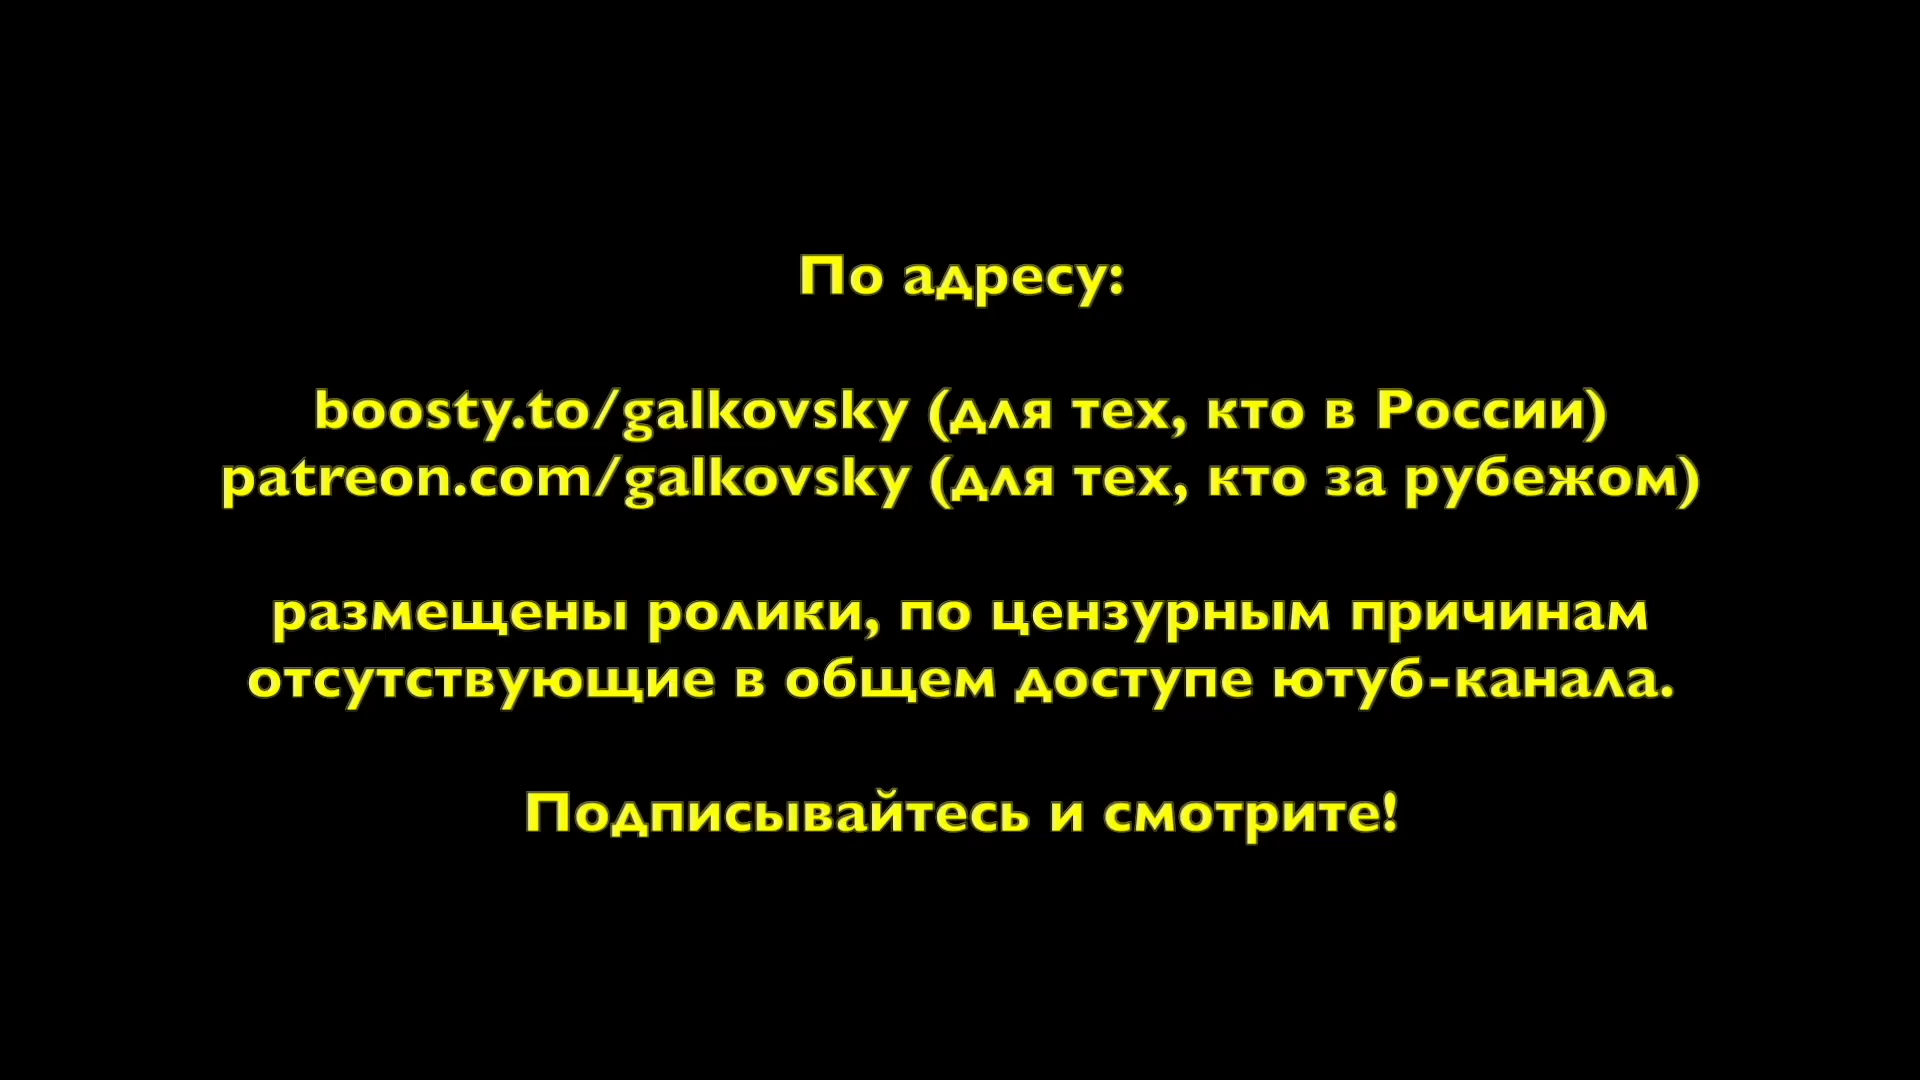 По адресу:
boosty.to/galkovsky (для тех, кто в России)
patreon.com/galkovsky (для тех, кто за рубежом)
размещены ролики, по цензурным причинам
отсутствующие в общем доступе ютуб-канала.
Подписывайтесь и смотрите!